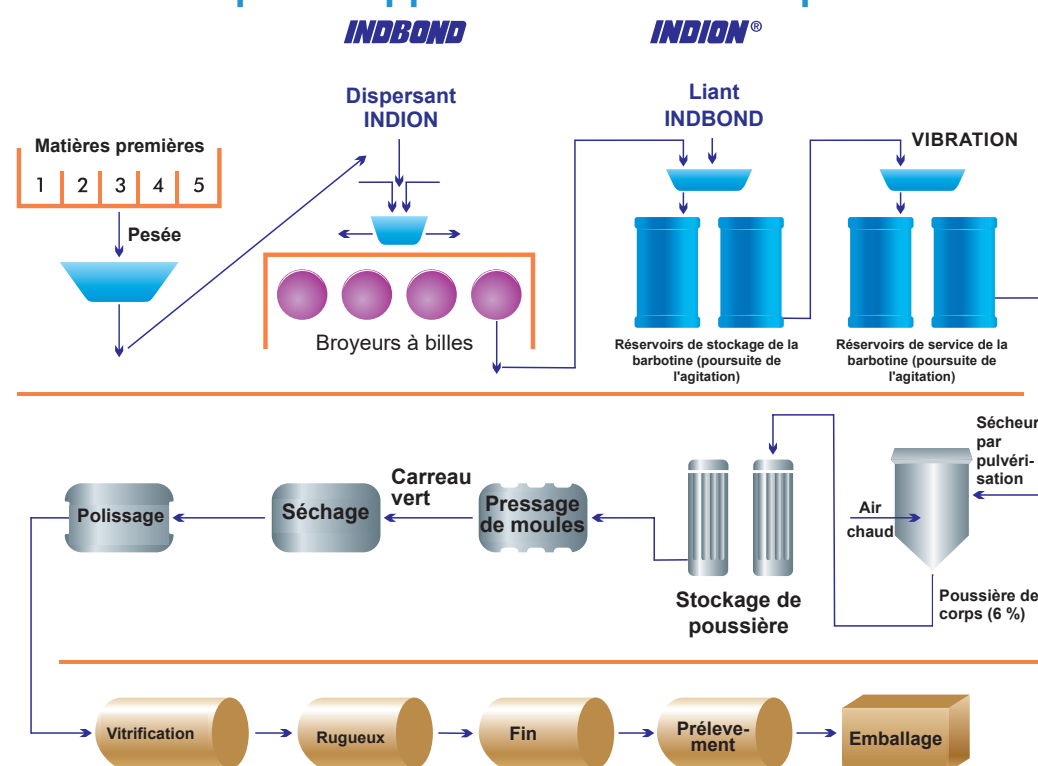 INDBOND
INDION®
Dispersant
INDION
Liant
INDBOND
VIBRATION
Matières premières
1 2 3 4 5
Pesée
Broyeurs à billes
Réservoirs de stockage de la
barbotine (poursuite de
l'agitation)
Réservoirs de service de la
barbotine (poursuite de
l'agitation)
Sécheur
par
pulvéri-
sation
Air
chaud
Poussière de
corps (6 %)
Stockage de
poussière
Pressage
de moules
Carreau
vert
Séchage
Polissage
Vitrification
Rugueux
Fin
Préleve-
ment
Emballage